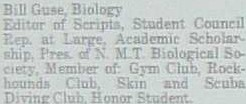 Bill Guse, Biology
Editor of Scripts, Student Council
Rep. at Large, Academic Scholar-
ship, Pres. of N. M. T. Biological So-
ciety, Member of: Gym Club, Rock-
hounds Club, Skin and Scuba
Diving Club, Honor Student.